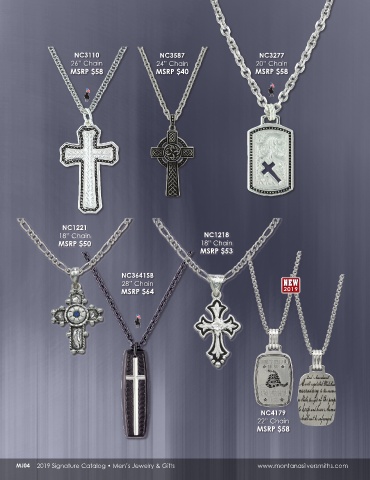 NC3110
26" Chain
MSRP $58
NC3587
24" Chain
MSRP $40
NC3277
20" Chain
MSRP $58
NC1221
18" Chain
MSRP $50
NC36415B
28" Chain
MSRP $64
NC1218
18" Chain
MSRP $53
NEW
2019
NC4179
22" Chain
MSRP $58
MJ04 2019 Signature Catalog • Men's Jewelry & Gifts
www.montanasilversmiths.com